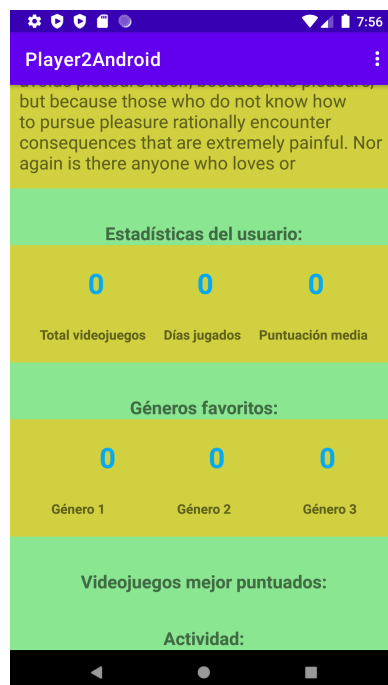 7:56
Player2Android
but because those who do not know how
to pursue pleasure rationally encounter
consequences that are extremely painful. Nor
again is there anyone who loves or
Estadísticas del usuario:
0 0 0
Total videojuegos Días jugados Puntuación media
Géneros favoritos:
0 0 0
Género 1 Género 2 Género 3
Videojuegos mejor puntuados:
Actividad: